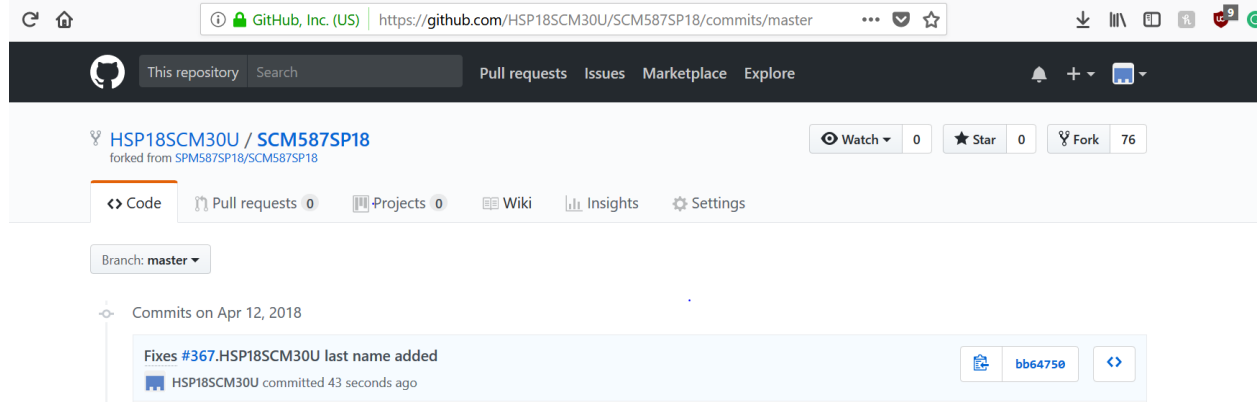 GitHub, Inc. (US) https://github.com/HSP18SCM30U/SCM587SP18/commits/master
9
This repository Search Pull requests Issues Marketplace Explore
HSP18SCM30U / SCM587SP18 Watch 0 Star 0 Fork 76
forked from SPM587SP18/SCM587SP18
Code Pull requests 0 Projects 0 Wiki Insights Settings
Branch: master
Commits on Apr 12, 2018
Fixes #367.HSP18SCM30U last name added
bb64750
HSP18SCM30U committed 43 seconds ago